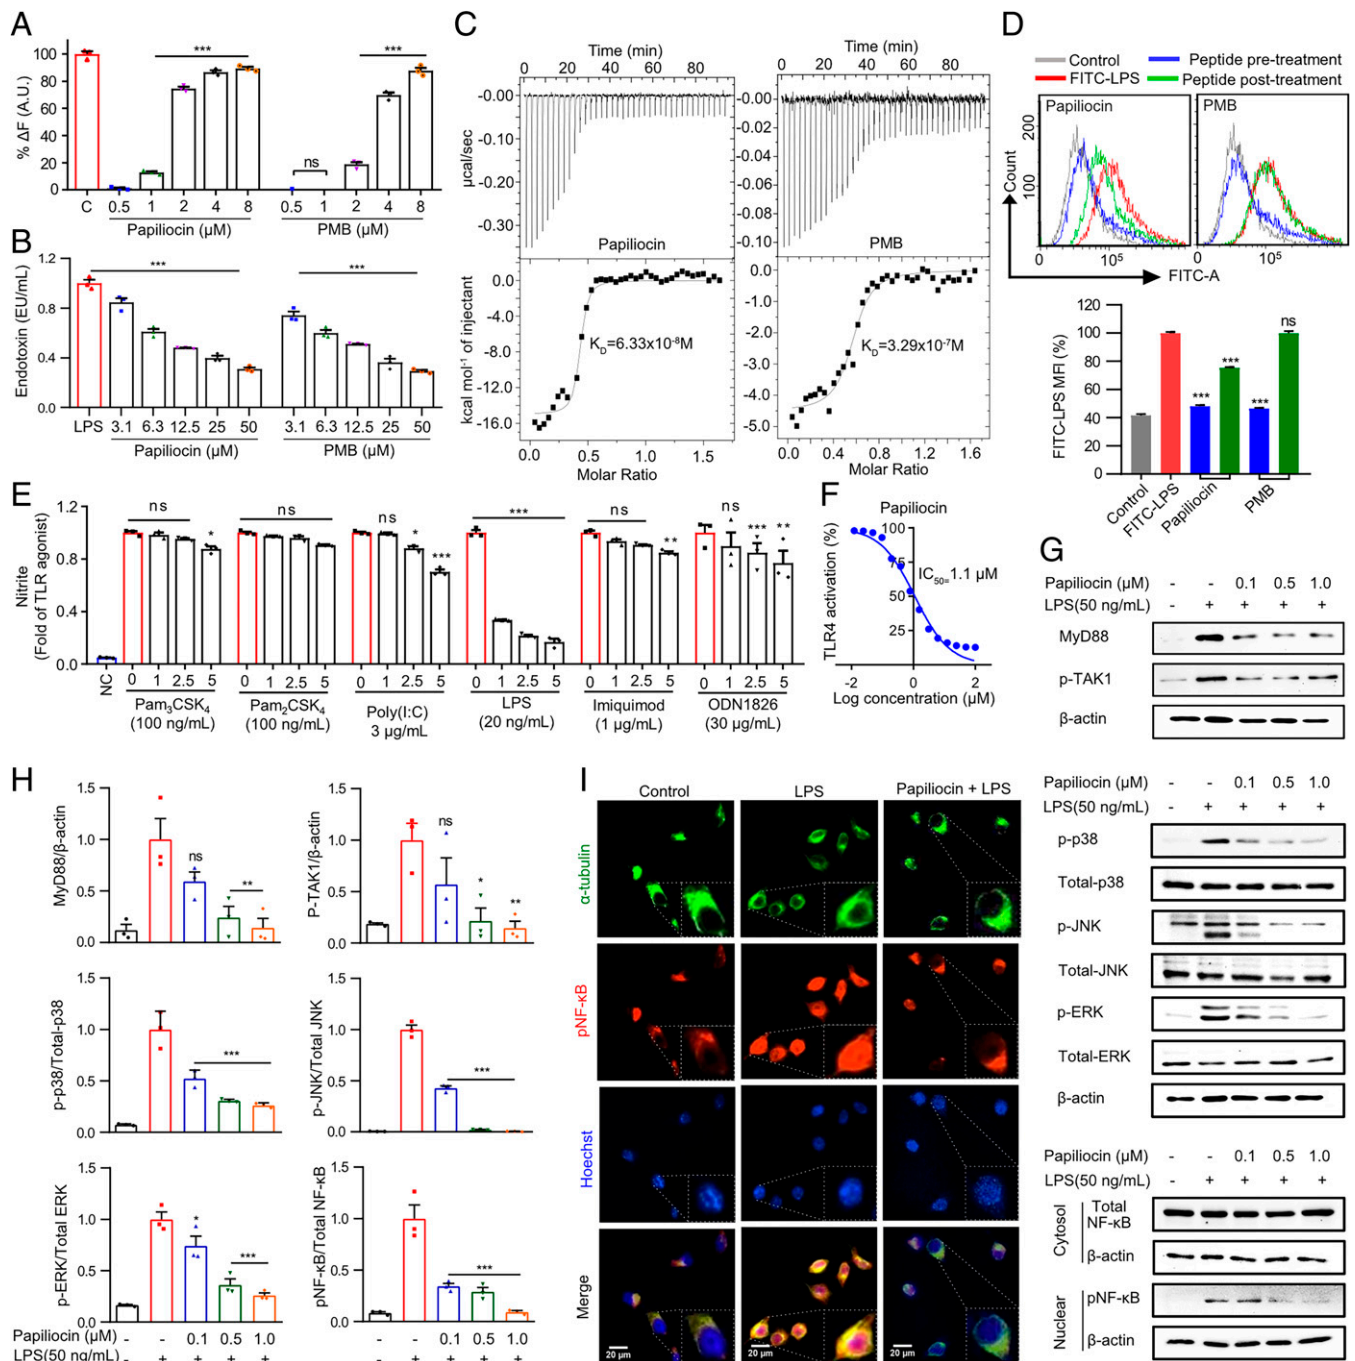 A
% ΔF (A.U.)
100
80
60
40
20
0
***
***
ns
C 0.5 1 2 4 8 0.5 1 2 4 8
Papiliocin (µM) PMB (µM)
B
Endotoxin (EU/mL)
1.2
0.8
0.4
0.0
***
***
LPS 3.1 6.3 12.5 25 50 3.1 6.3 12.5 25 50
Papiliocin (µM) PMB (µM)
C
Time (min)
0 20 40 60 80
µcal/sec
-0.00
-0.10
-0.20
-0.30
Papiliocin
kcal mol⁻¹ of injectant
0.0
-4.0
-8.0
-12.0
-16.0
K_D=6.33x10⁻⁸M
0.0 0.5 1.0 1.5
Molar Ratio
Time (min)
0 20 40 60 80
-0.00
-0.02
-0.04
-0.06
-0.08
-0.10
PMB
0.0
-1.0
-2.0
-3.0
-4.0
-5.0
K_D=3.29x10⁻⁷M
0.0 0.4 0.8 1.2 1.6
Molar Ratio
D
Control Peptide pre-treatment
FITC-LPS Peptide post-treatment
Papiliocin PMB
Count
200
100
0 10⁵ 0 10⁵
FITC-A
FITC-LPS MFI (%)
120
100
80
60
40
20
0
*** *** *** ns
Control FITC-LPS Papiliocin PMB
E
Nitrite
(Fold of TLR agonist)
1.2
0.8
0.4
0.0
ns *
ns
ns * ***
***
ns **
ns *** **
NC 0 1 2.5 5 0 1 2.5 5 0 1 2.5 5 0 1 2.5 5 0 1 2.5 5 0 1 2.5 5
Pam₃CSK₄ Pam₂CSK₄ Poly(I:C) LPS Imiquimod ODN1826
(100 ng/mL) (100 ng/mL) 3 µg/mL (20 ng/mL) (1 µg/mL) (30 µg/mL)
F
Papiliocin
TLR4 activation (%)
100
75
50
25
IC₅₀₌1.1 µM
-2 0 2
Log concentration (µM)
G
Papiliocin (µM) - - 0.1 0.5 1.0
LPS(50 ng/mL) - + + + +
MyD88
p-TAK1
β-actin
Papiliocin (µM) - - 0.1 0.5 1.0
LPS(50 ng/mL) - + + + +
p-p38
Total-p38
p-JNK
Total-JNK
p-ERK
Total-ERK
β-actin
Papiliocin (µM) - - 0.1 0.5 1.0
LPS(50 ng/mL) - + + + +
Cytosol
Total
NF-κB
β-actin
Nuclear
pNF-κB
β-actin
H
MyD88/β-actin
1.5
1.0
0.5
0.0
ns
**
P-TAK1/β-actin
1.5
1.0
0.5
0.0
ns
*
**
p-p38/Total-p38
1.5
1.0
0.5
0.0
***
p-JNK/Total JNK
1.5
1.0
0.5
0.0
***
p-ERK/Total ERK
1.5
1.0
0.5
0.0
*
***
pNF-κB/Total NF-κB
1.5
1.0
0.5
0.0
***
Papiliocin (µM) - - 0.1 0.5 1.0 - - 0.1 0.5 1.0
LPS(50 ng/mL) - + + + + - + + + +
I
Control LPS Papiliocin + LPS
α-tubulin
pNF-κB
Hoechst
Merge
20 µm 20 µm 20 µm